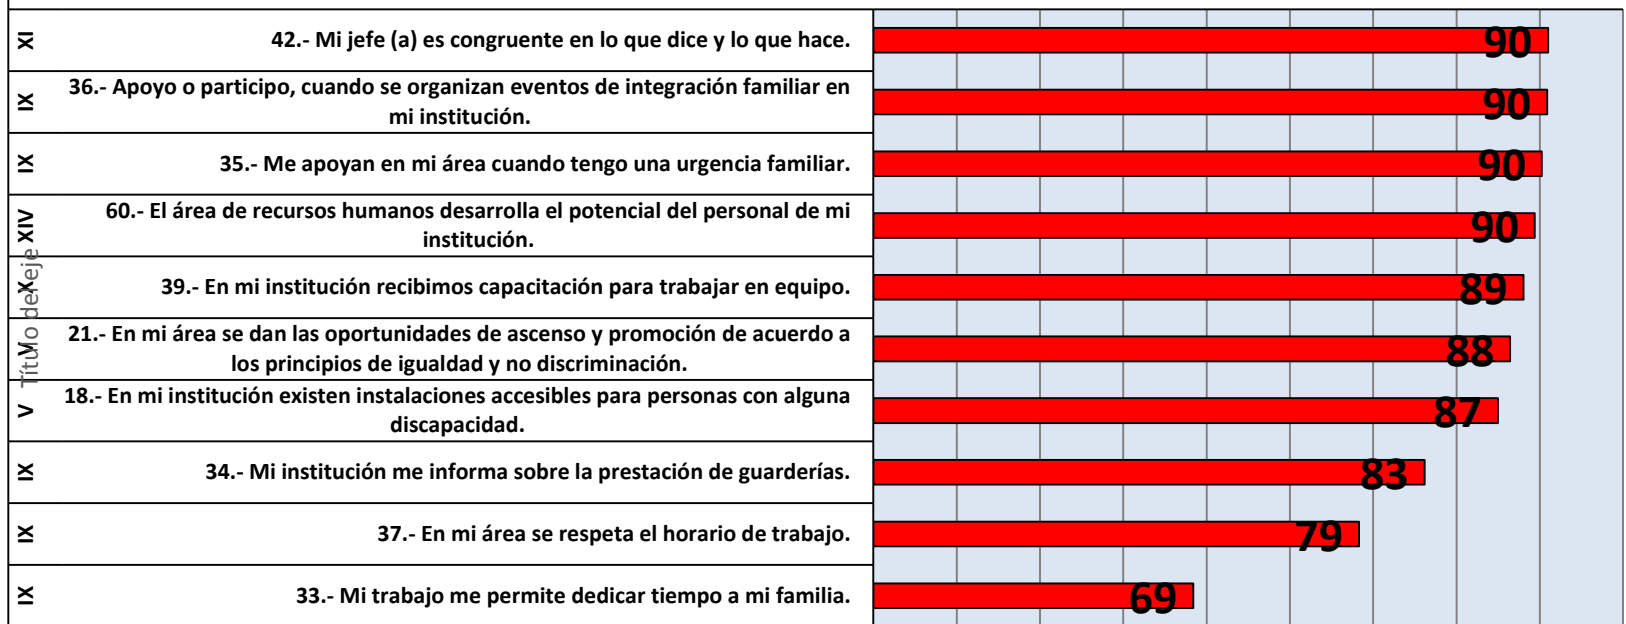 XI
42.- Mi jefe (a) es congruente en lo que dice y lo que hace.
90
IX
36.- Apoyo o participo, cuando se organizan eventos de integración familiar en
mi institución.
90
IX
35.- Me apoyan en mi área cuando tengo una urgencia familiar.
90
XIV
60.- El área de recursos humanos desarrolla el potencial del personal de mi
institución.
90
X
39.- En mi institución recibimos capacitación para trabajar en equipo.
89
V
21.- En mi área se dan las oportunidades de ascenso y promoción de acuerdo a
los principios de igualdad y no discriminación.
88
V
18.- En mi institución existen instalaciones accesibles para personas con alguna
discapacidad.
87
IX
34.- Mi institución me informa sobre la prestación de guarderías.
83
IX
37.- En mi área se respeta el horario de trabajo.
79
IX
33.- Mi trabajo me permite dedicar tiempo a mi familia.
69
Título del eje